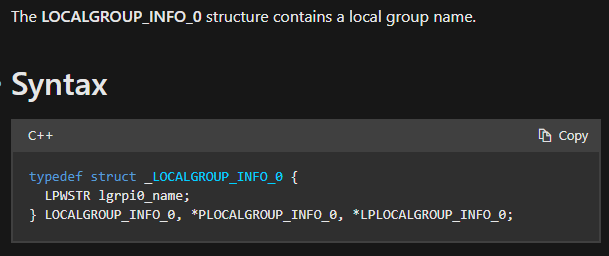 The LOCALGROUP_INFO_0 structure contains a local group name.
Syntax
C++
Copy
typedef struct _LOCALGROUP_INFO_0 {
  LPWSTR lgrpi0_name;
} LOCALGROUP_INFO_0, *PLOCALGROUP_INFO_0, *LPLOCALGROUP_INFO_0;